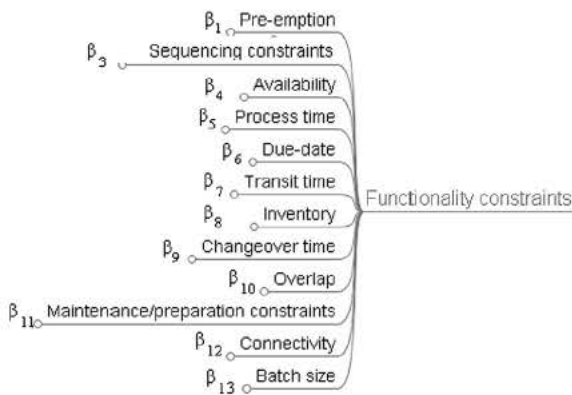 β1 Pre-emption
β3 Sequencing constraints
β4 Availability
β5 Process time
β6 Due-date
β7 Transit time
Functionality constraints
β8 Inventory
β9 Changeover time
β10 Overlap
β11 Maintenance/preparation constraints
β12 Connectivity
β13 Batch size